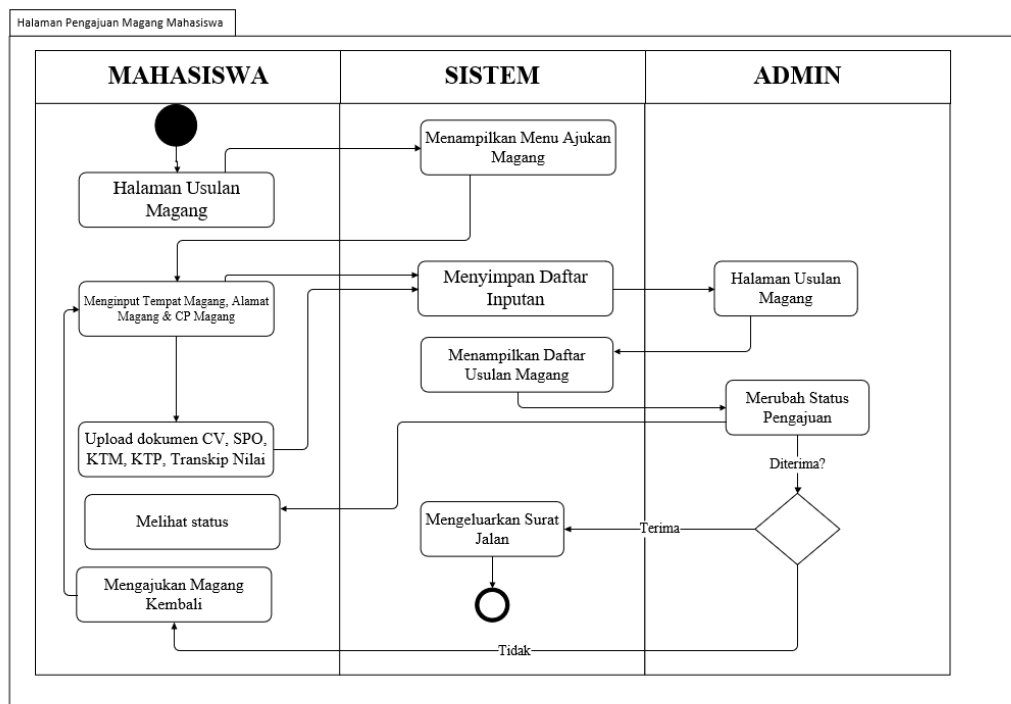 Halaman Pengajuan Magang Mahasiswa
MAHASISWA
SISTEM
ADMIN
Menampilkan Menu Ajukan
Magang
Halaman Usulan
Magang
Menginput Tempat Magang, Alamat
Magang & CP Magang
Menyimpan Daftar
Inputan
Halaman Usulan
Magang
Menampilkan Daftar
Usulan Magang
Merubah Status
Pengajuan
Upload dokumen CV, SPO,
KTM, KTP, Transkip Nilai
Diterima?
Melihat status
Mengeluarkan Surat
Jalan
Terima
Mengajukan Magang
Kembali
Tidak